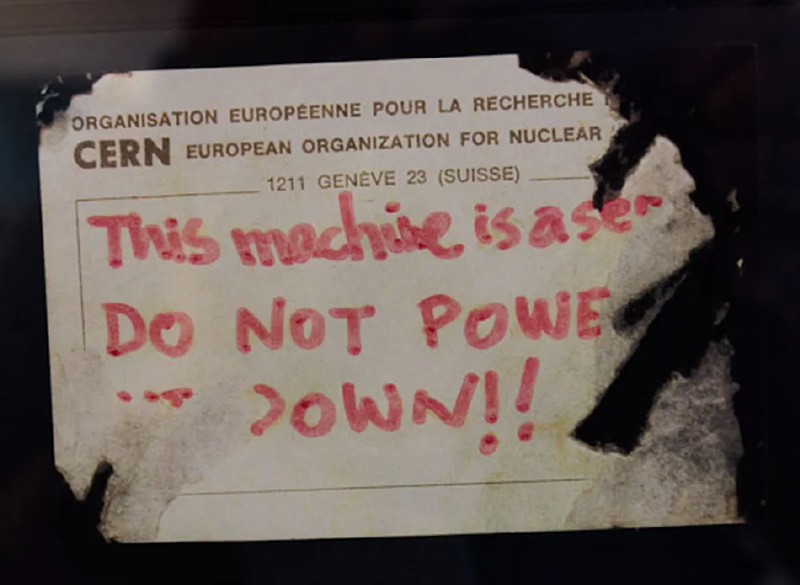 ORGANISATION EUROPÉENNE POUR LA RECHERCHE
CERN EUROPEAN ORGANIZATION FOR NUCLEAR
1211 GENÈVE 23 (SUISSE)
This machine is a ser
DO NOT POWE
DOWN!!